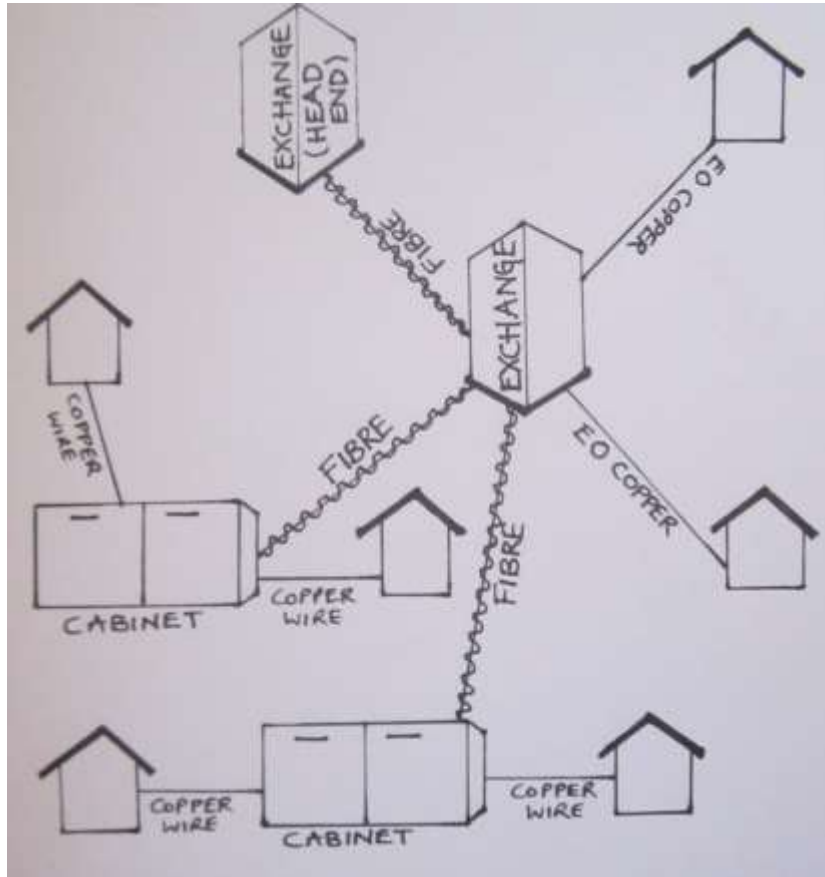 EXCHANGE
(HEAD
END)
EO COPPER
FIBRE
EXCHANGE
COPPER
WIRE
FIBRE
EO COPPER
FIBRE
COPPER
WIRE
CABINET
COPPER
WIRE
COPPER
WIRE
CABINET